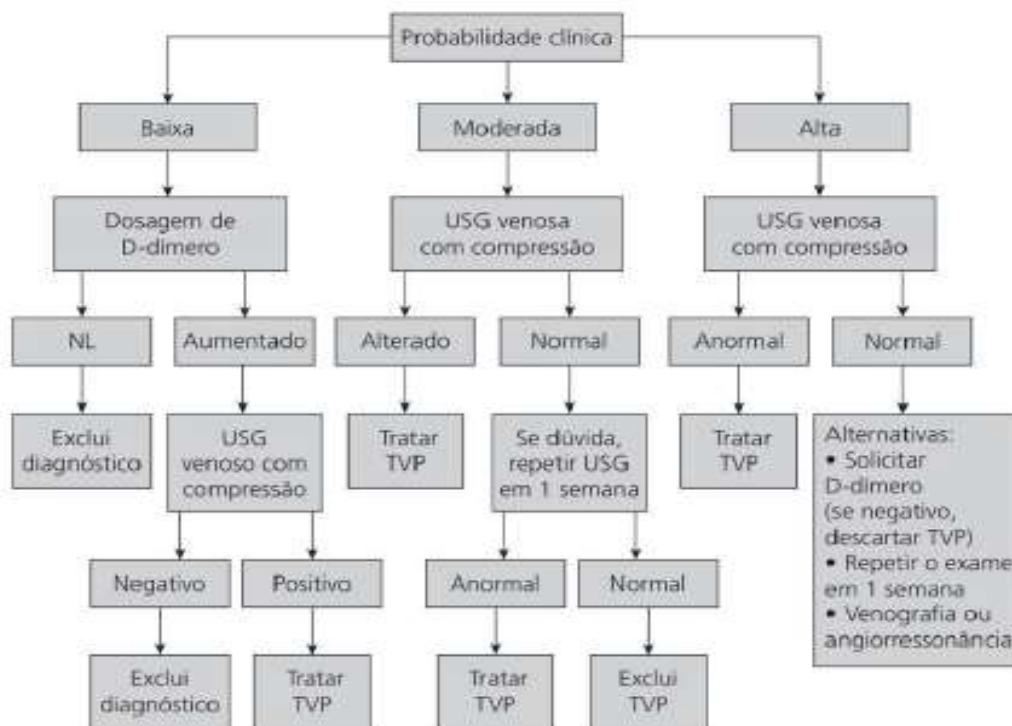 Probabilidade clínica
Baixa
Moderada
Alta
Dosagem de
D-dimero
USG venosa
com compressão
USG venosa
com compressão
NL
Aumentado
Alterado
Normal
Anormal
Normal
Exclui
diagnóstico
USG
venoso com
compressão
Tratar
TVP
Se dúvida,
repetir USG
em 1 semana
Tratar
TVP
Alternativas:
• Solicitar
D-dimero
(se negativo,
descartar TVP)
• Repetir o exame
em 1 semana
• Venografia ou
angiorressonância
Negativo
Positivo
Anormal
Normal
Exclui
diagnóstico
Tratar
TVP
Tratar
TVP
Exclui
TVP